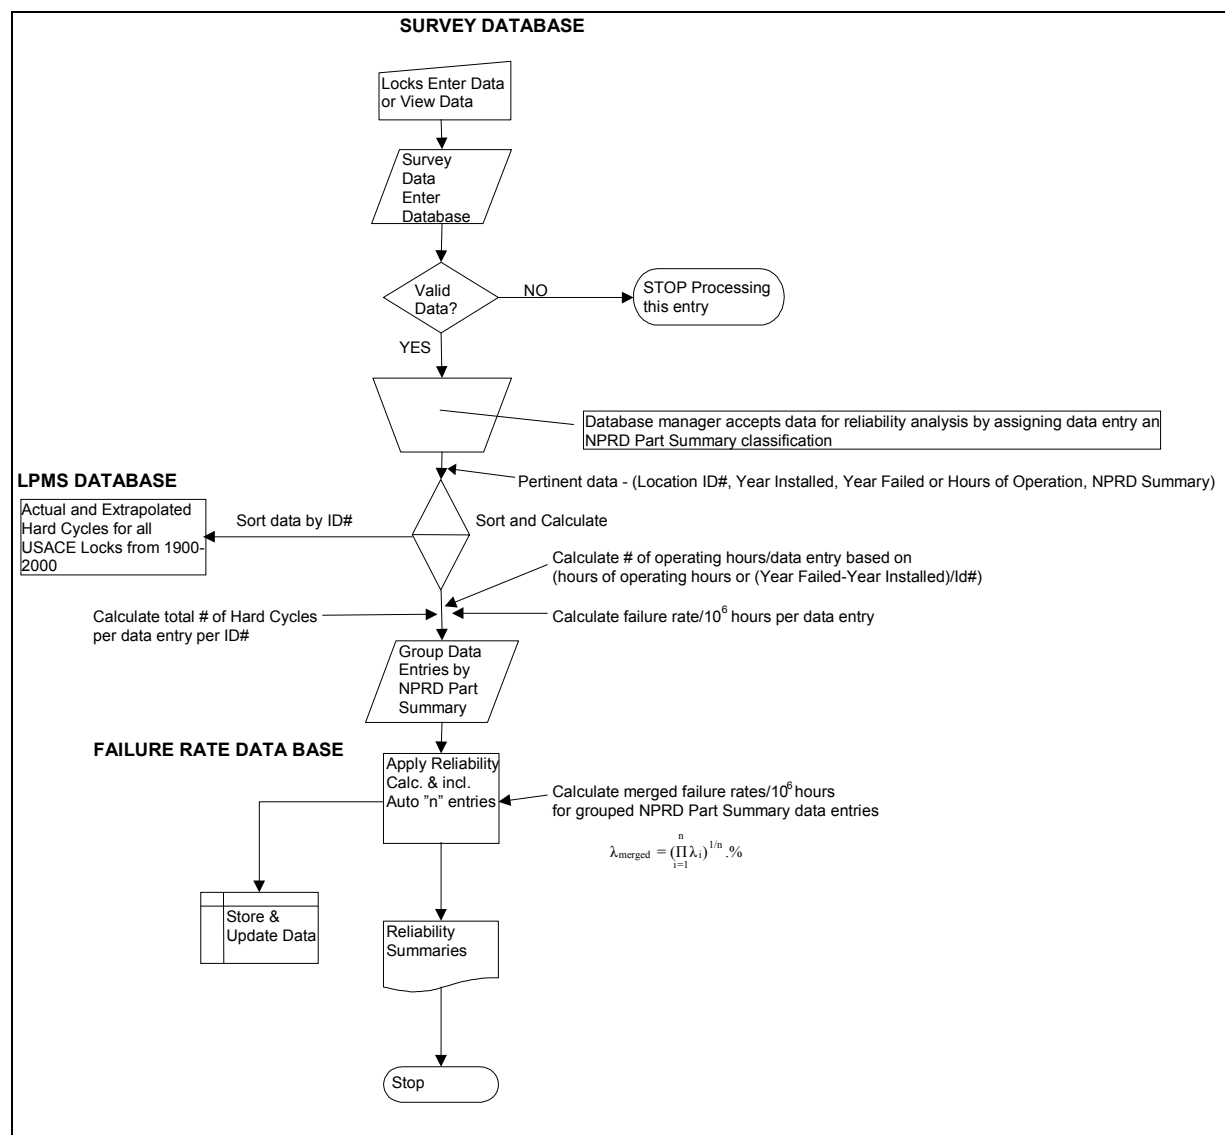 SURVEY DATABASE
Locks Enter Data
or View Data
Survey
Data
Enter
Database
Valid
Data?
NO
STOP Processing
this entry
YES
Database manager accepts data for reliability analysis by assigning data entry an
NPRD Part Summary classification
LPMS DATABASE
Pertinent data - (Location ID#, Year Installed, Year Failed or Hours of Operation, NPRD Summary)
Actual and Extrapolated
Hard Cycles for all
USACE Locks from 1900-
2000
Sort data by ID#
Sort and Calculate
Calculate # of operating hours/data entry based on
(hours of operating hours or (Year Failed-Year Installed)/Id#)
Calculate total # of Hard Cycles
per data entry per ID#
Calculate failure rate/10⁶ hours per data entry
Group Data
Entries by
NPRD Part
Summary
FAILURE RATE DATA BASE
Apply Reliability
Calc. & incl.
Auto "n" entries
Calculate merged failure rates/10⁶ hours
for grouped NPRD Part Summary data entries
λmerged = (∏ⁿᵢ₌₁ λᵢ)¹/ⁿ .%
Store &
Update Data
Reliability
Summaries
Stop